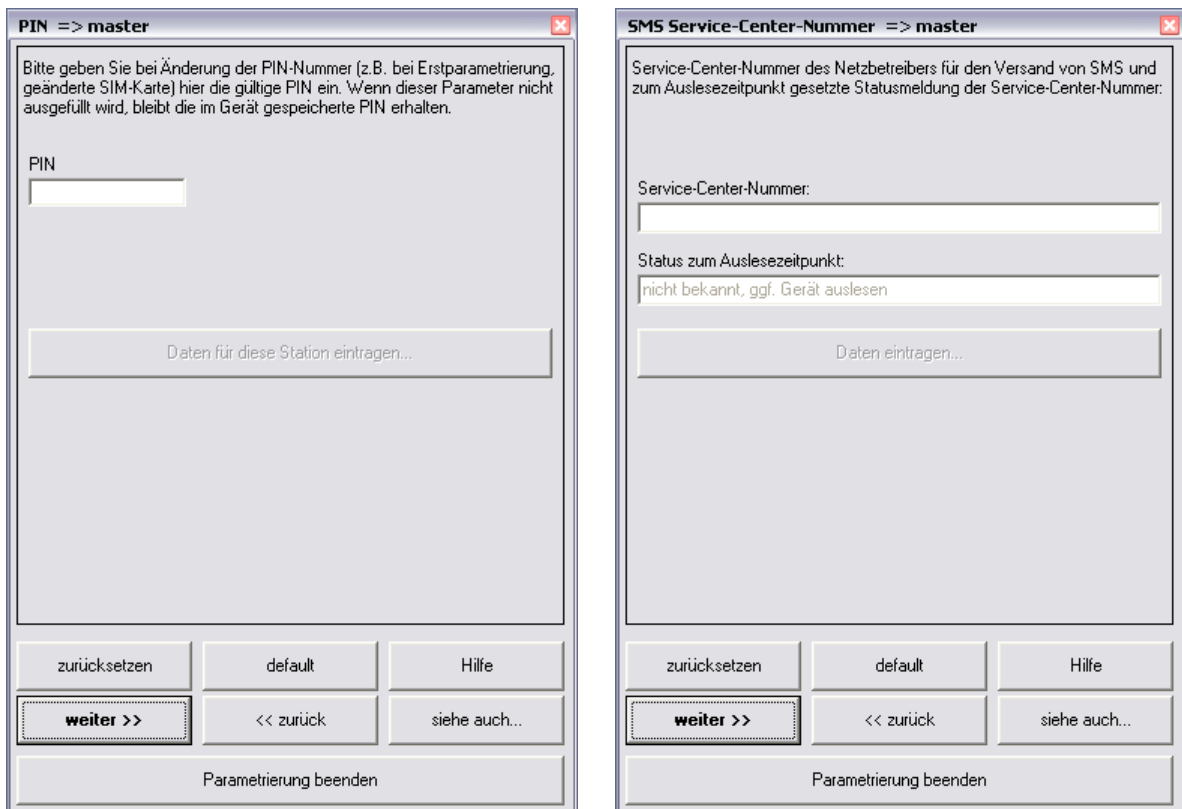 PIN => master
Bitte geben Sie bei Änderung der PIN-Nummer (z.B. bei Erstparametrierung,
geänderte SIM-Karte) hier die gültige PIN ein. Wenn dieser Parameter nicht
ausgefüllt wird, bleibt die im Gerät gespeicherte PIN erhalten.
PIN
Daten für diese Station eintragen...
zurücksetzen
default
Hilfe
weiter >>
<< zurück
siehe auch...
Parametrierung beenden
SMS Service-Center-Nummer => master
Service-Center-Nummer des Netzbetreibers für den Versand von SMS und
zum Auslesezeitpunkt gesetzte Statusmeldung der Service-Center-Nummer:
Service-Center-Nummer:
Status zum Auslesezeitpunkt:
nicht bekannt, ggf. Gerät auslesen
Daten eintragen...
zurücksetzen
default
Hilfe
weiter >>
<< zurück
siehe auch...
Parametrierung beenden